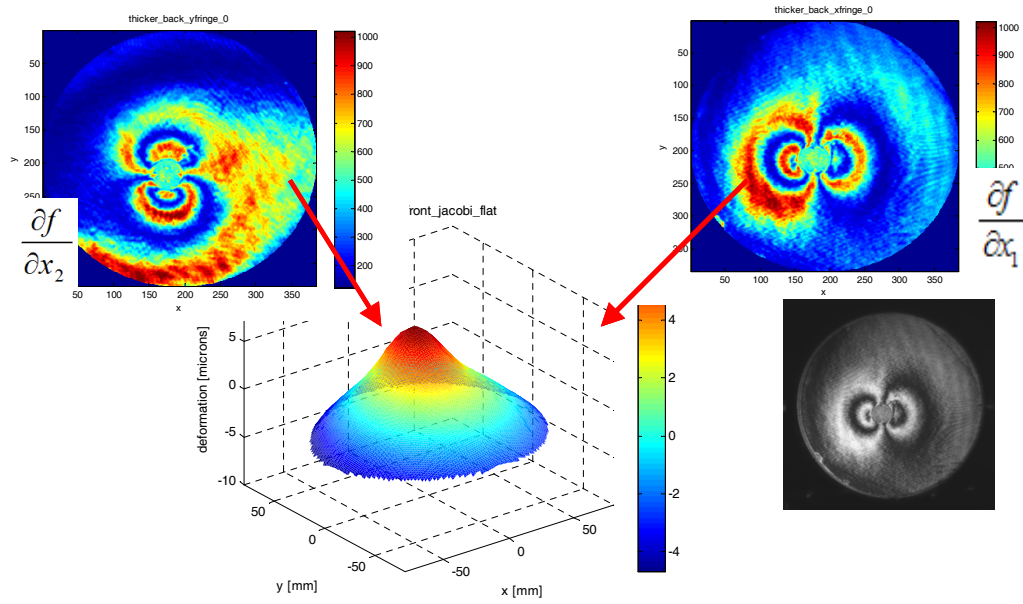 thicker_back_yfringe_0
50
100
150
200
250
50 100 150 200 250 300 350
y
x
1000
900
800
700
600
500
400
300
200
∂f
∂x₂
thicker_back_xfringe_0
50
100
150
200
250
300
50 100 150 200 250 300 350
y
x
1000
900
800
700
600
∂f
∂x₁
ront_jacobi_flat
deformation [microns]
5
0
-5
-10
50
0
-50
y [mm]
-50
0
50
x [mm]
4
2
0
-2
-4